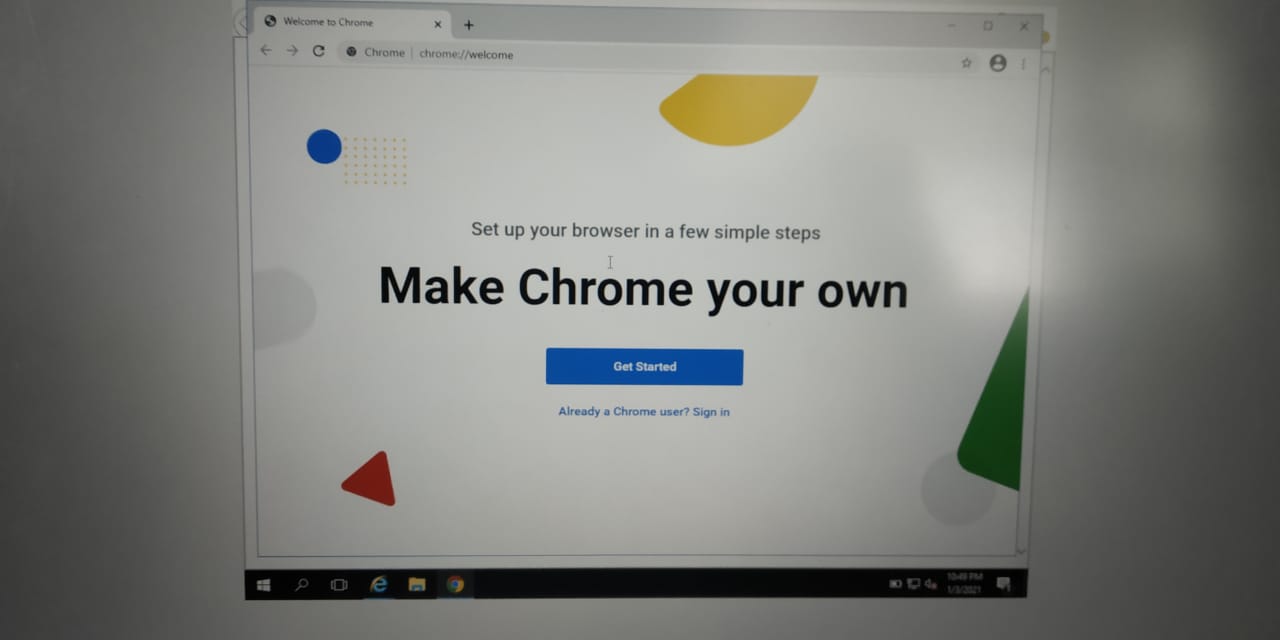 Welcome to Chrome
Chrome | chrome://welcome
Set up your browser in a few simple steps
Make Chrome your own
Get Started
Already a Chrome user? Sign in
10:49 PM
1/3/2021